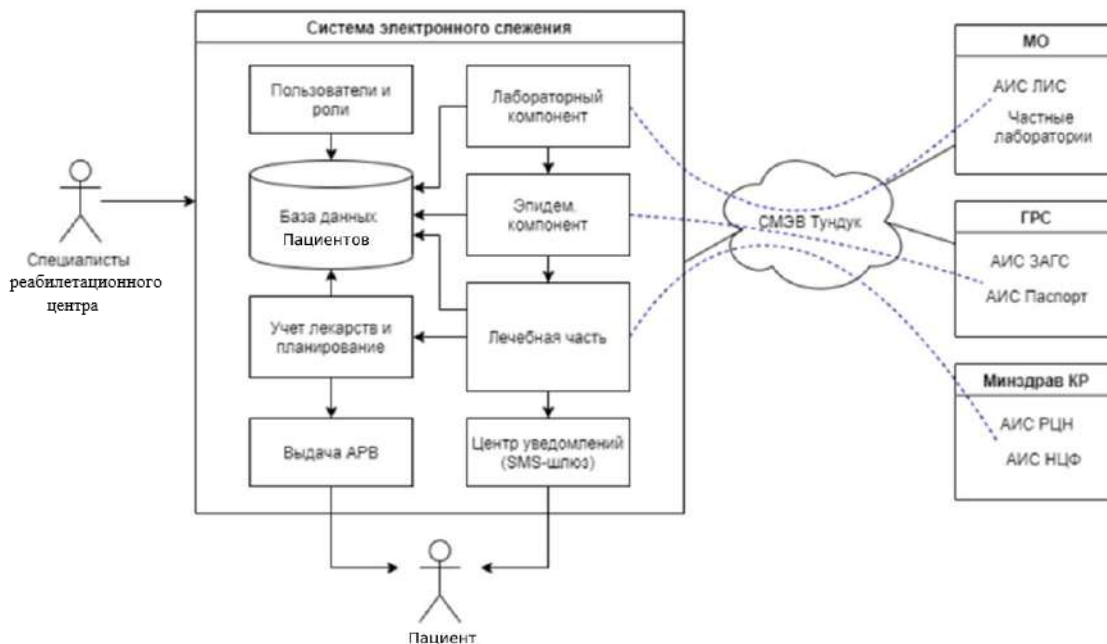 Система электронного слежения
Пользователи и
роли
Лабораторный
компонент
База данных
Пациентов
Эпидем.
компонент
Учет лекарств и
планирование
Лечебная часть
Выдача АРВ
Центр уведомлений
(SMS-шлюз)
Специалисты
реабилетационного
центра
Пациент
СМЭВ Тундук
МО
АИС ЛИС
Частные
лаборатории
ГРС
АИС ЗАГС
АИС Паспорт
Минздрав КР
АИС РЦН
АИС НЦФ